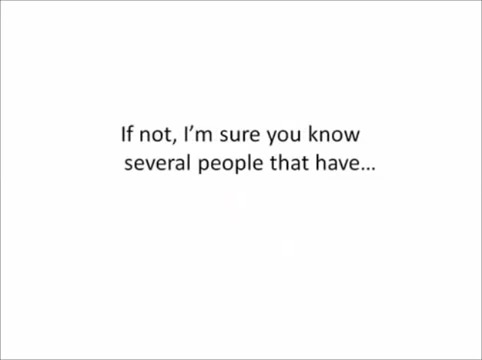 If not, I’m sure you know
several people that have…